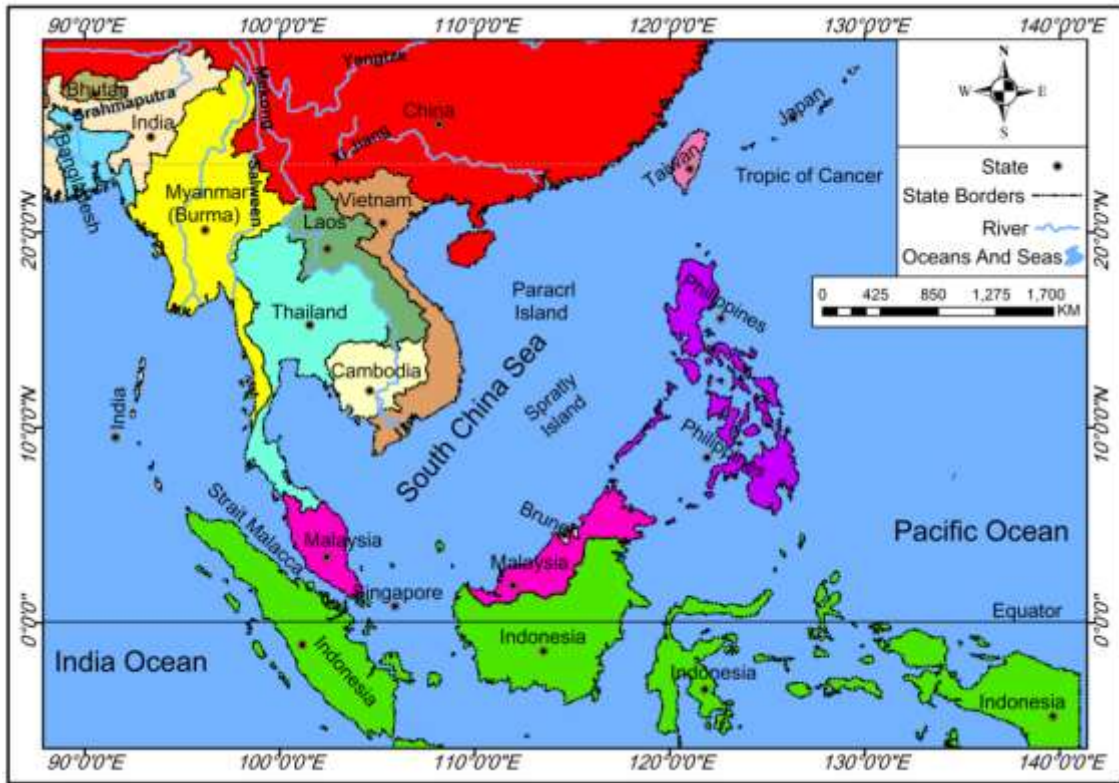 90°0'0"E 100°0'0"E 110°0'0"E 120°0'0"E 130°0'0"E 140°0'0"E
N
W E
S
Yangtze
Mekong
Bhutan
Brahmaputra
China
Japan
India
Xi Jiang
Bangladesh
Taiwan
State
Salween
Tropic of Cancer
Myanmar
(Burma)
Vietnam
State Borders
Laos
River
20°0'0"N
20°0'0"N
Oceans And Seas
Paracrl
Island
Philippines
0 425 850 1,275 1,700
KM
Thailand
Cambodia
South China Sea
Spratly
Island
India
10°0'0"N
10°0'0"N
Philippines
Strait Malacca
Brunei
Pacific Ocean
Malaysia
Malaysia
Singapore
Equator
0°0'0"
0°0'0"
India Ocean
Indonesia
Indonesia
Indonesia
Indonesia
90°0'0"E 100°0'0"E 110°0'0"E 120°0'0"E 130°0'0"E 140°0'0"E